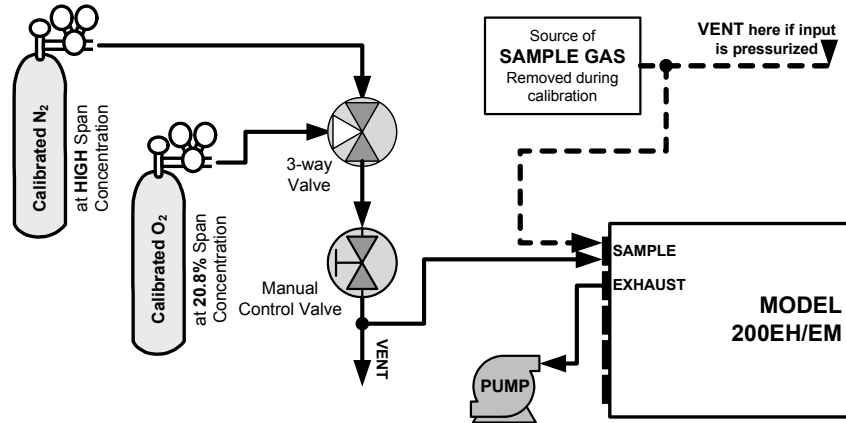 Calibrated N2
at HIGH Span
Concentration
Calibrated O2
at 20.8% Span
Concentration
3-way
Valve
Manual
Control Valve
VENT
Source of
SAMPLE GAS
Removed during
calibration
VENT here if input
is pressurized
SAMPLE
EXHAUST
MODEL
200EH/EM
PUMP